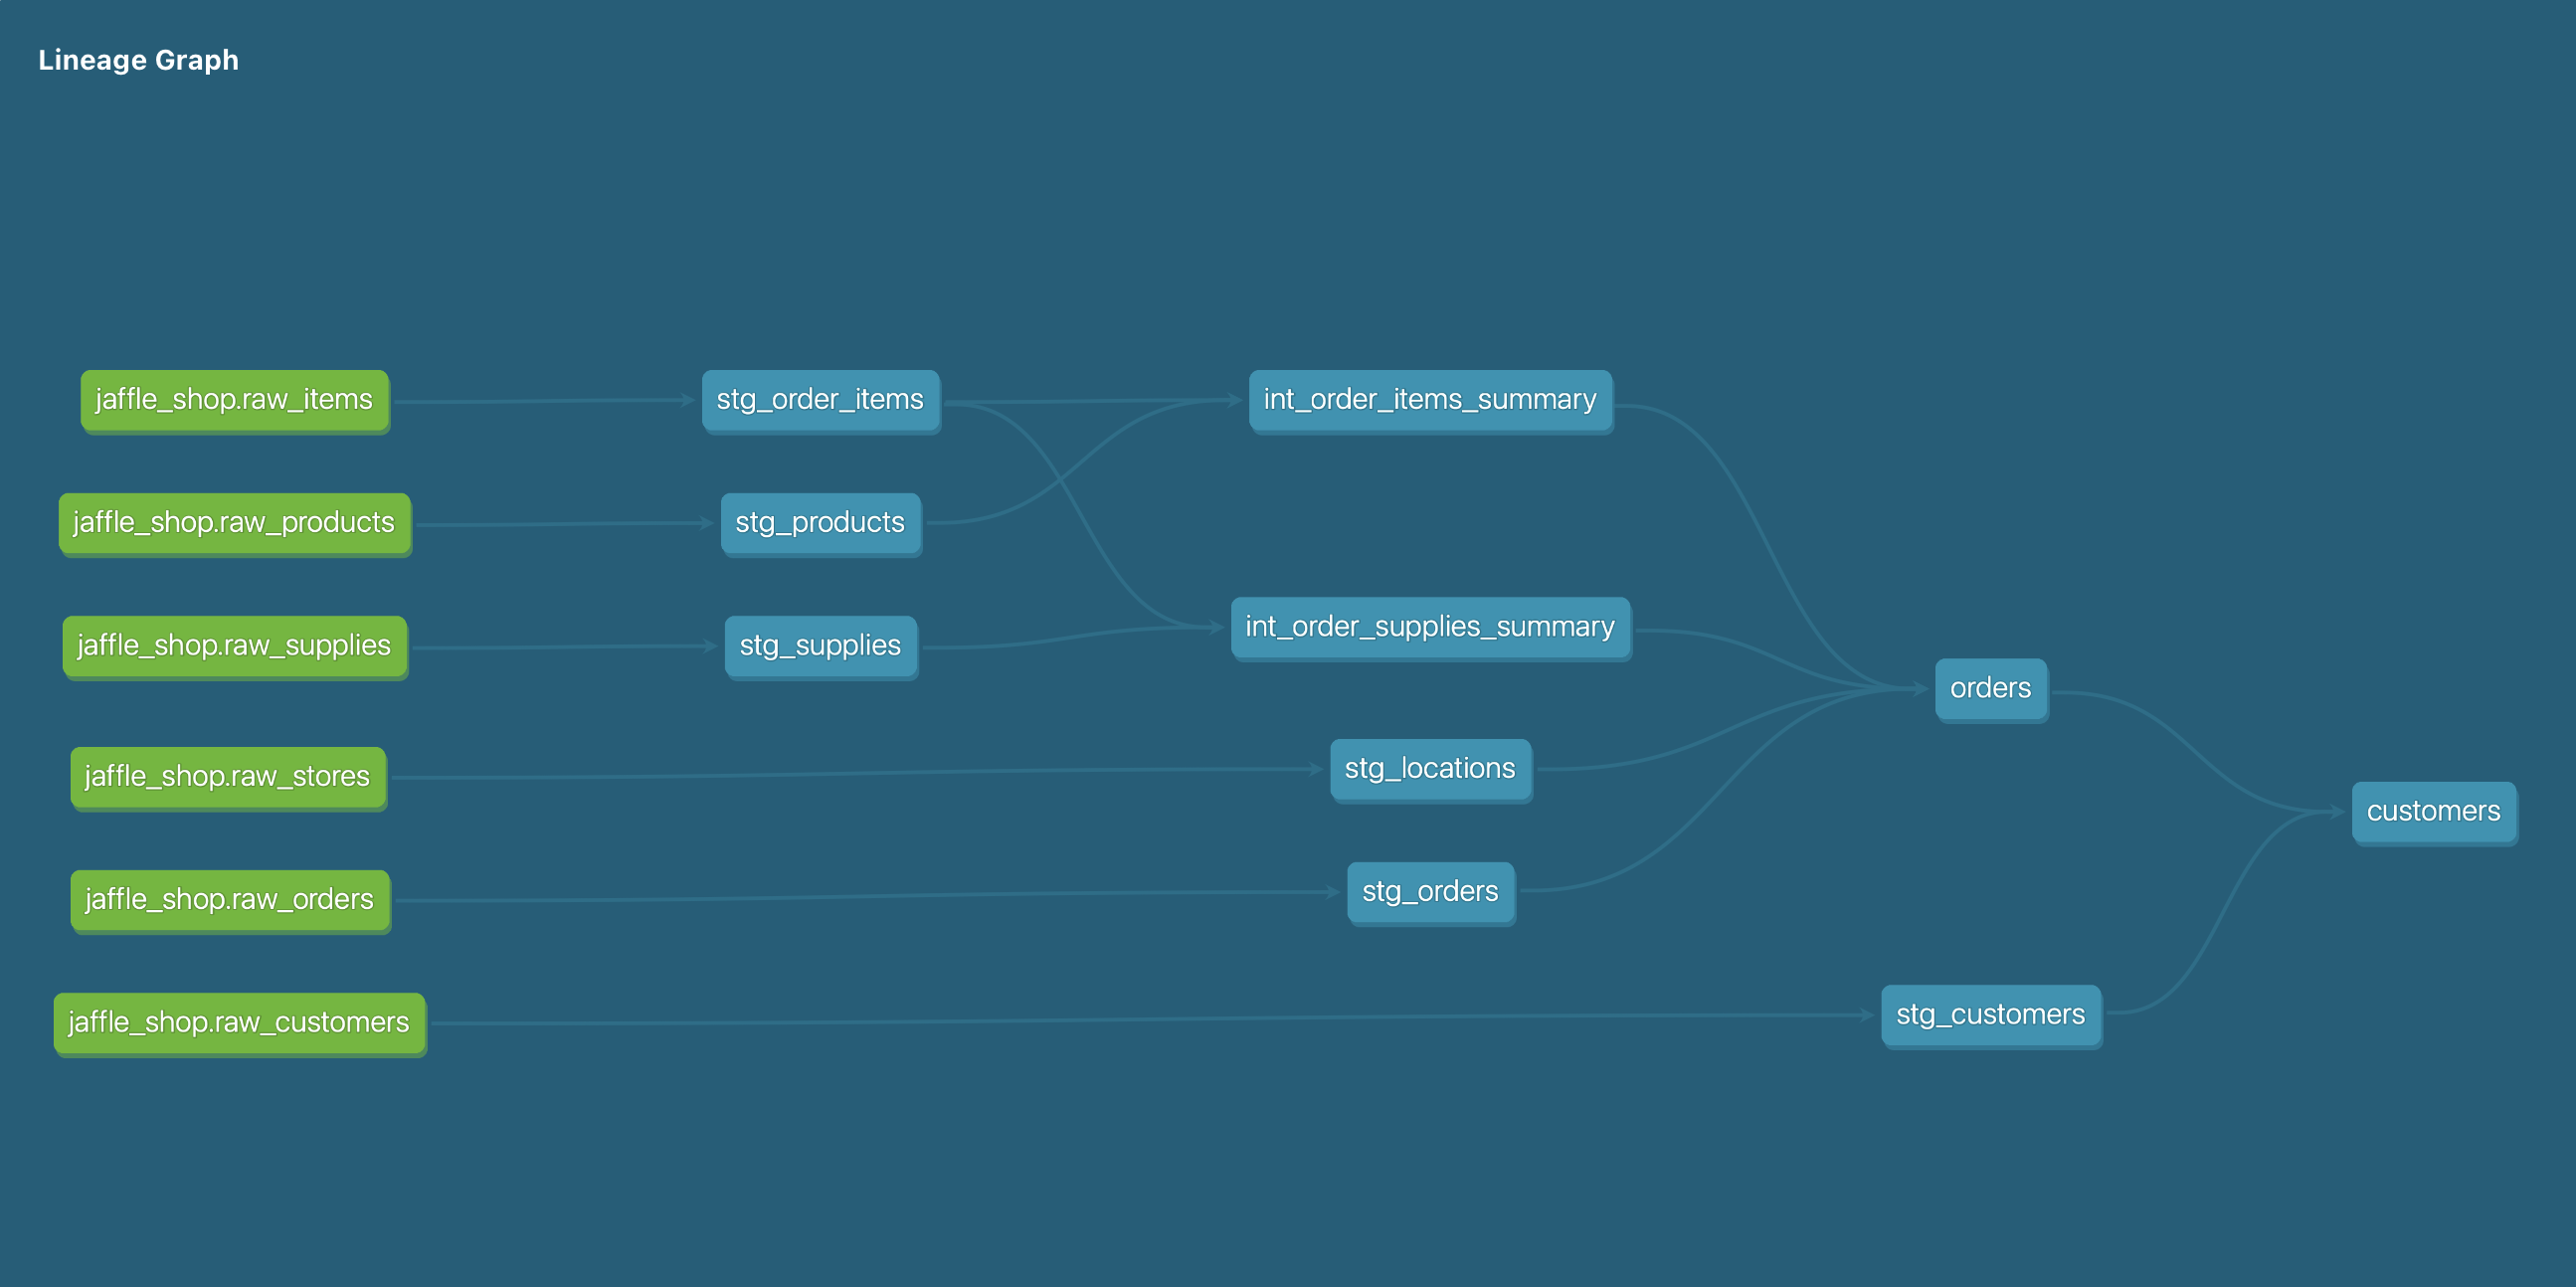 Lineage Graph
jaffle_shop.raw_items
stg_order_items
int_order_items_summary
jaffle_shop.raw_products
stg_products
jaffle_shop.raw_supplies
stg_supplies
int_order_supplies_summary
orders
jaffle_shop.raw_stores
stg_locations
customers
jaffle_shop.raw_orders
stg_orders
jaffle_shop.raw_customers
stg_customers